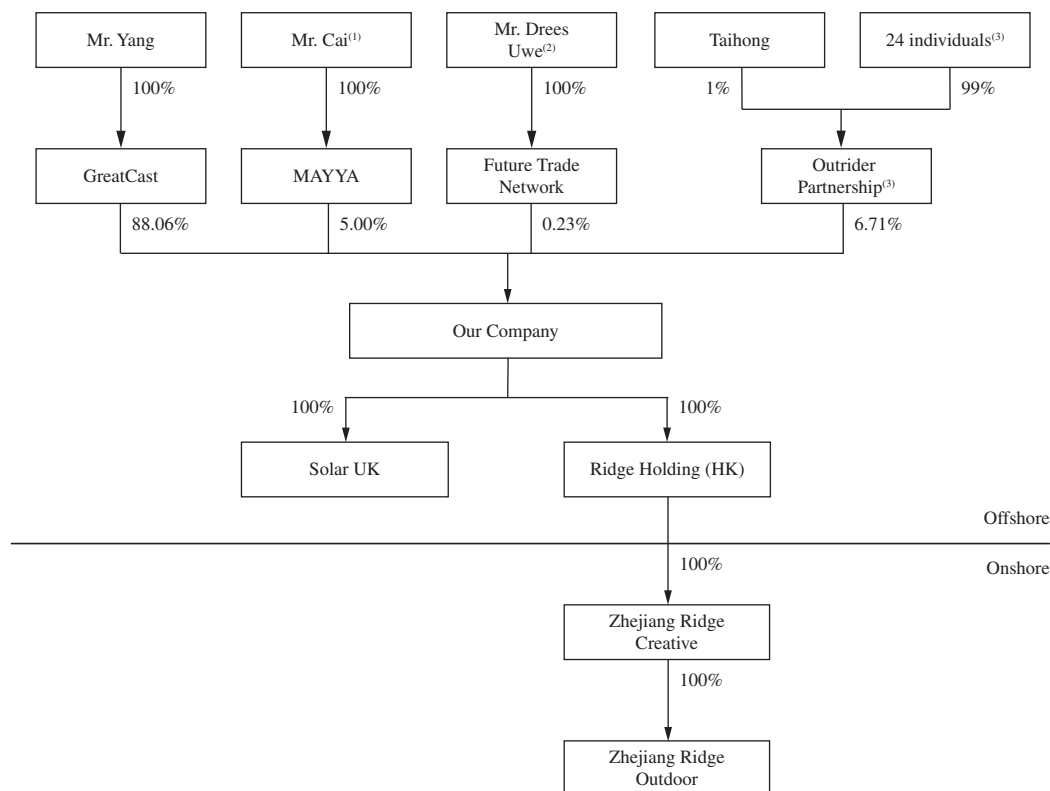 Mr. Yang
Mr. Cai(1)
Mr. Drees
Uwe(2)
Taihong
24 individuals(3)
100%
100%
100%
1%
99%
GreatCast
MAYYA
Future Trade
Network
Outrider
Partnership(3)
88.06%
5.00%
0.23%
6.71%
Our Company
100%
100%
Solar UK
Ridge Holding (HK)
Offshore
Onshore
100%
Zhejiang Ridge
Creative
100%
Zhejiang Ridge
Outdoor